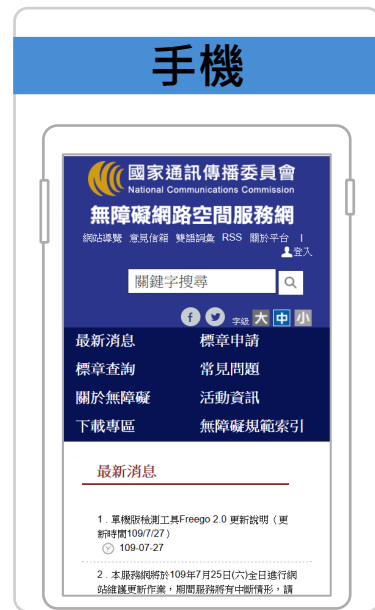 手機
國家通訊傳播委員會
National Communications Commission
無障礙網路空間服務網
網站導覽 意見信箱 雙語詞彙 RSS 關於平台 |
登入
關鍵字搜尋
字級 大 中 小
最新消息 標章申請
標章查詢 常見問題
關於無障礙 活動資訊
下載專區 無障礙規範索引
最新消息
1 . 單機版檢測工具Freego 2.0 更新說明（更
新時間109/7/27）
109-07-27
2 . 本服務網將於109年7月25日(六)全日進行網
站維護更新作業，期間服務將有中斷情形，請